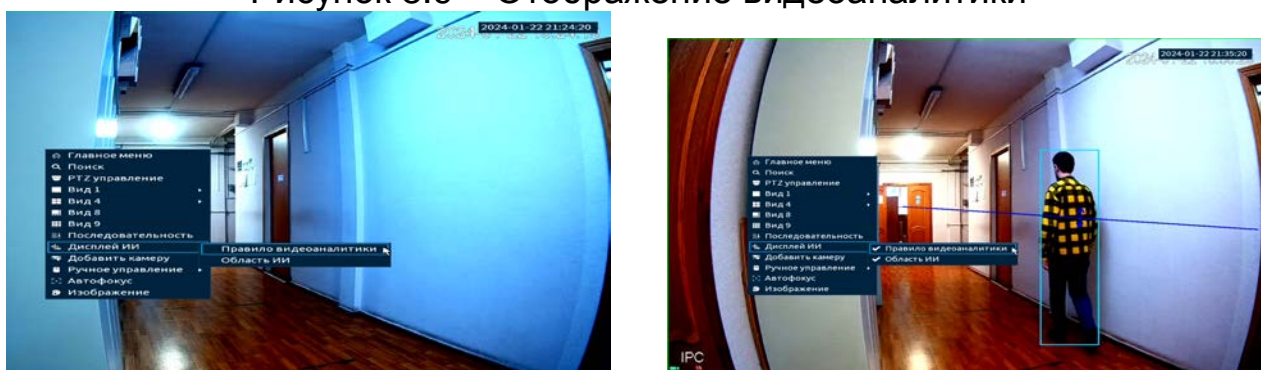 Отображение видеоаналитики
2024-01-22 21:24:20
Главное меню
Поиск
PTZ управление
Вид 1
Вид 4
Вид 8
Вид 9
Последовательность
Дисплей ИИ
Правило видеоаналитики
Область ИИ
Добавить камеру
Ручное управление
Автофокус
Изображение
2024-01-22 21:35:20
Главное меню
Поиск
PTZ управление
Вид 1
Вид 4
Вид 8
Вид 9
Последовательность
Дисплей ИИ
Правило видеоаналитики
Область ИИ
Добавить камеру
Ручное управление
Автофокус
Изображение
IPC